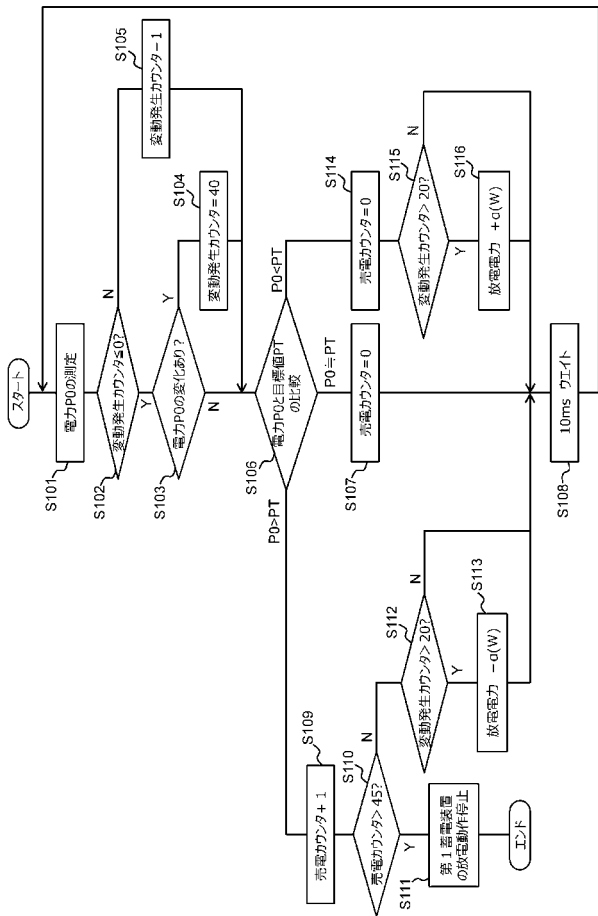 スタート
S101
電力P0の測定
S102
変動発生カウンタ≦0?
N
Y
S105
変動発生カウンタ-1
S103
電力P0の変化あり?
Y
N
S104
変動発生カウンタ=40
S106
電力P0と目標値PT
の比較
P0>PT
P0≒PT
P0<PT
S109
売電カウンタ+1
S110
売電カウンタ>45?
N
Y
S111
第1蓄電装置
の放電動作停止
エンド
S112
変動発生カウンタ>20?
N
Y
S113
放電電力 -α(W)
S107
売電カウンタ=0
S114
売電カウンタ=0
S115
変動発生カウンタ>20?
N
Y
S116
放電電力 +α(W)
S108
10ms ウエイト